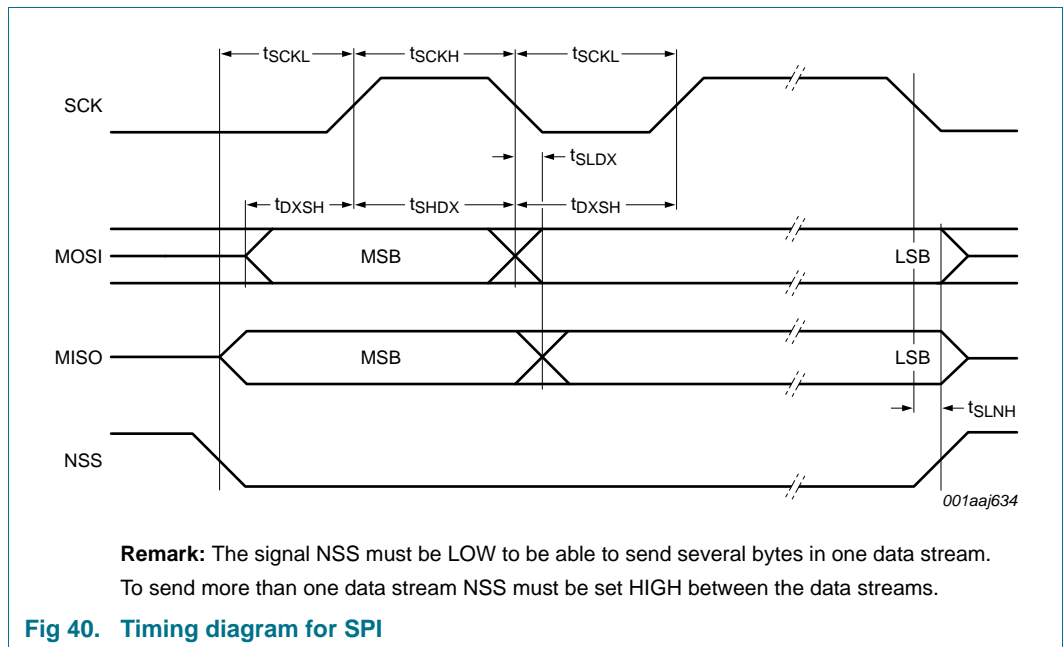 tSCKL tSCKH tSCKL
SCK
tSLDX
tDXSH tSHDX tDXSH
MOSI MSB LSB
MISO MSB LSB
tSLNH
NSS
001aaj634
Remark: The signal NSS must be LOW to be able to send several bytes in one data stream.
To send more than one data stream NSS must be set HIGH between the data streams.
Fig 40. Timing diagram for SPI